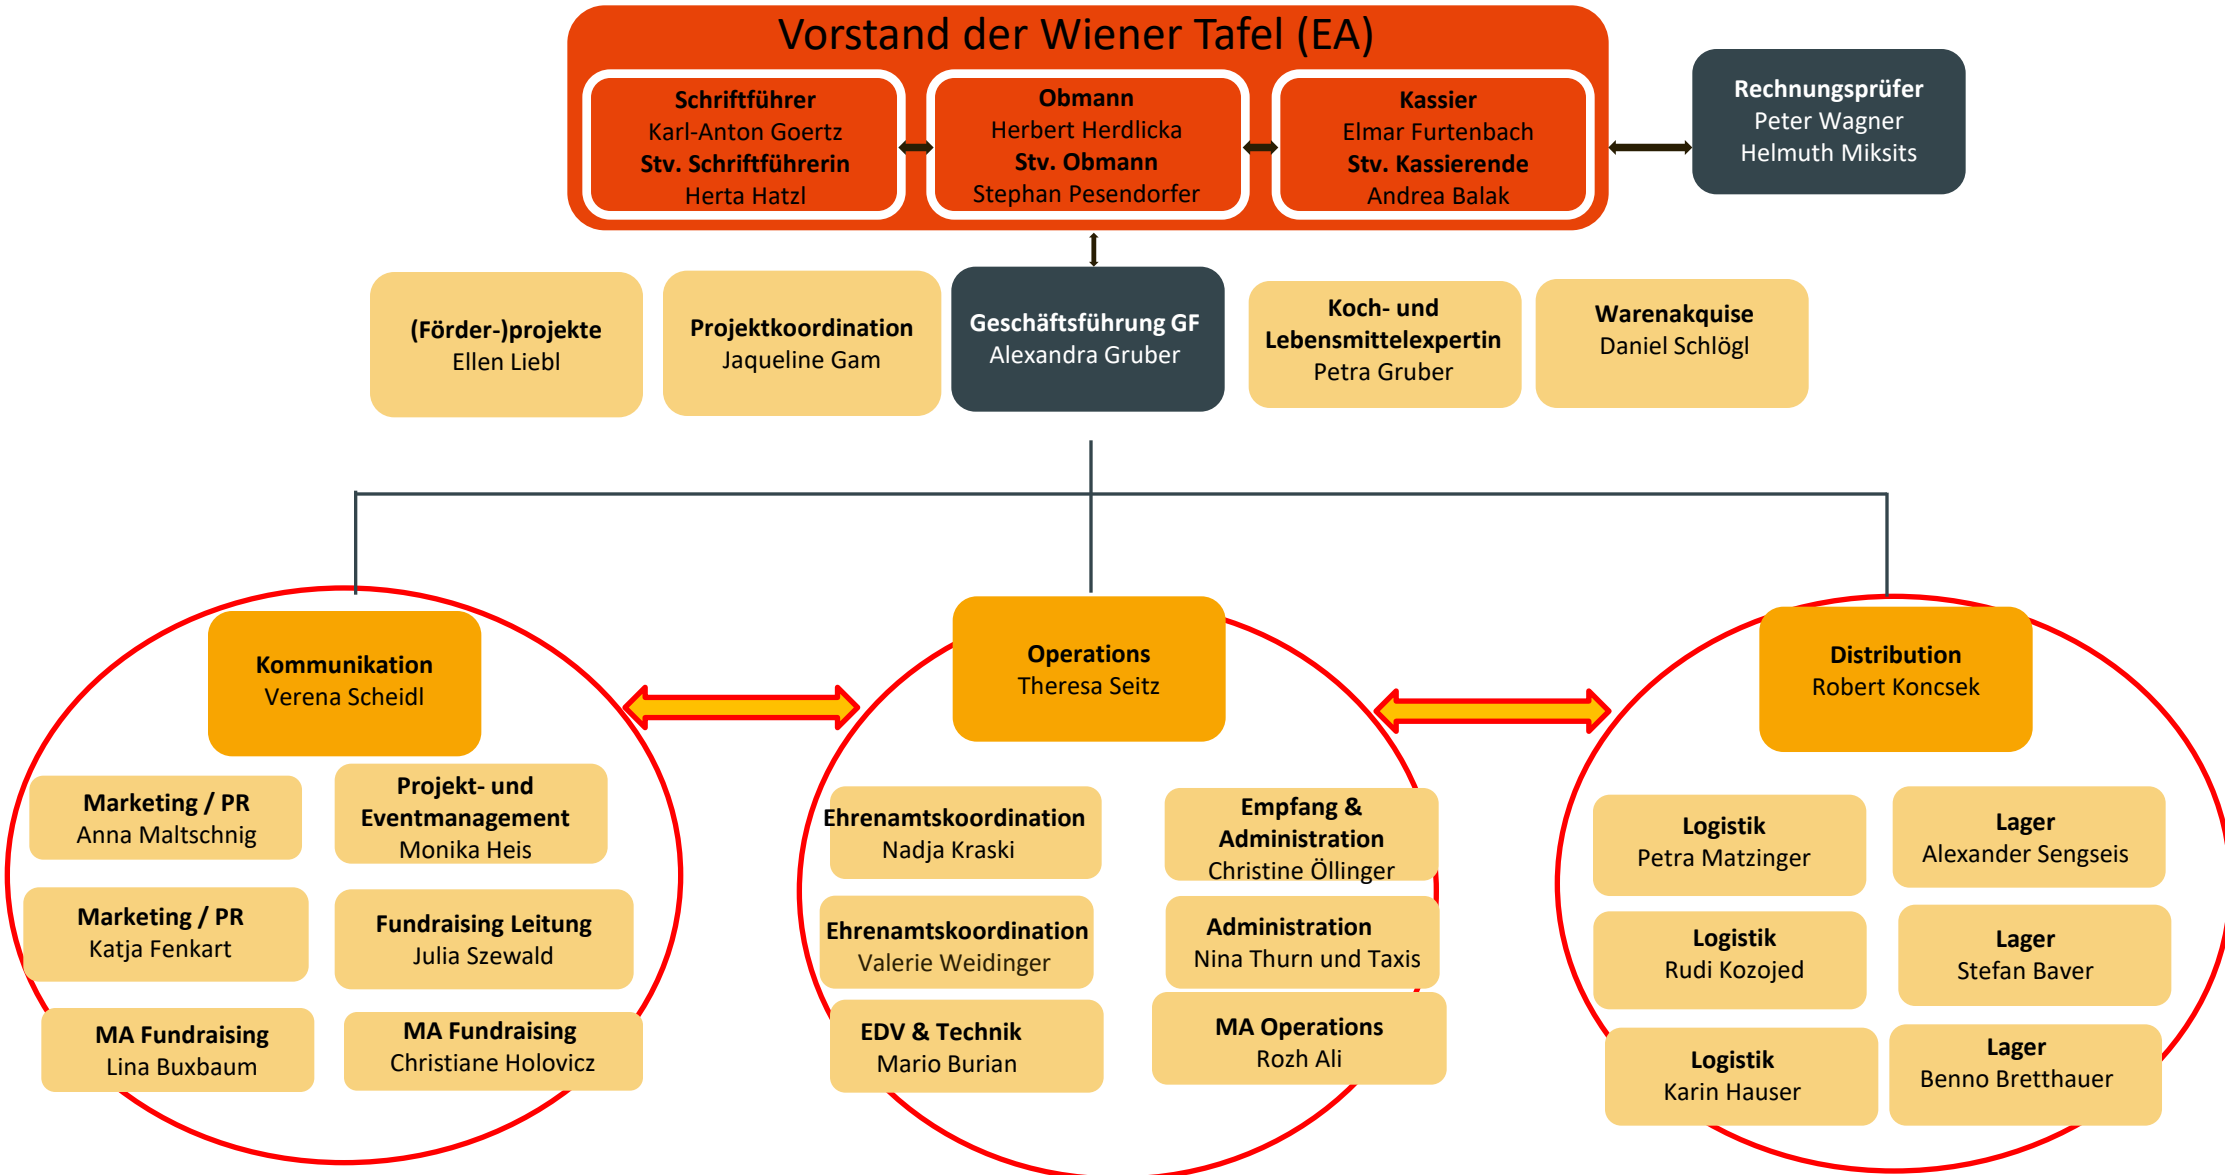 Vorstand der Wiener Tafel (EA)
Schriftführer
Karl-Anton Goertz
Stv. Schriftführerin
Herta Hatzl
Obmann
Herbert Herdlicka
Stv. Obmann
Stephan Pesendorfer
Kassier
Elmar Furtenbach
Stv. Kassierende
Andrea Balak
Rechnungsprüfer
Peter Wagner
Helmuth Miksits
(Förder-)projekte
Ellen Liebl
Projektkoordination
Jaqueline Gam
Geschäftsführung GF
Alexandra Gruber
Koch- und
Lebensmittelexpertin
Petra Gruber
Warenakquise
Daniel Schlögl
Kommunikation
Verena Scheidl
Marketing / PR
Anna Maltschnig
Projekt- und
Eventmanagement
Monika Heis
Marketing / PR
Katja Fenkart
Fundraising Leitung
Julia Szewald
MA Fundraising
Lina Buxbaum
MA Fundraising
Christiane Holovicz
Operations
Theresa Seitz
Ehrenamtskoordination
Nadja Kraski
Empfang &
Administration
Christine Öllinger
Ehrenamtskoordination
Valerie Weidinger
Administration
Nina Thurn und Taxis
EDV & Technik
Mario Burian
MA Operations
Rozh Ali
Distribution
Robert Koncsek
Logistik
Petra Matzinger
Lager
Alexander Sengseis
Logistik
Rudi Kozojed
Lager
Stefan Baver
Logistik
Karin Hauser
Lager
Benno Bretthauer